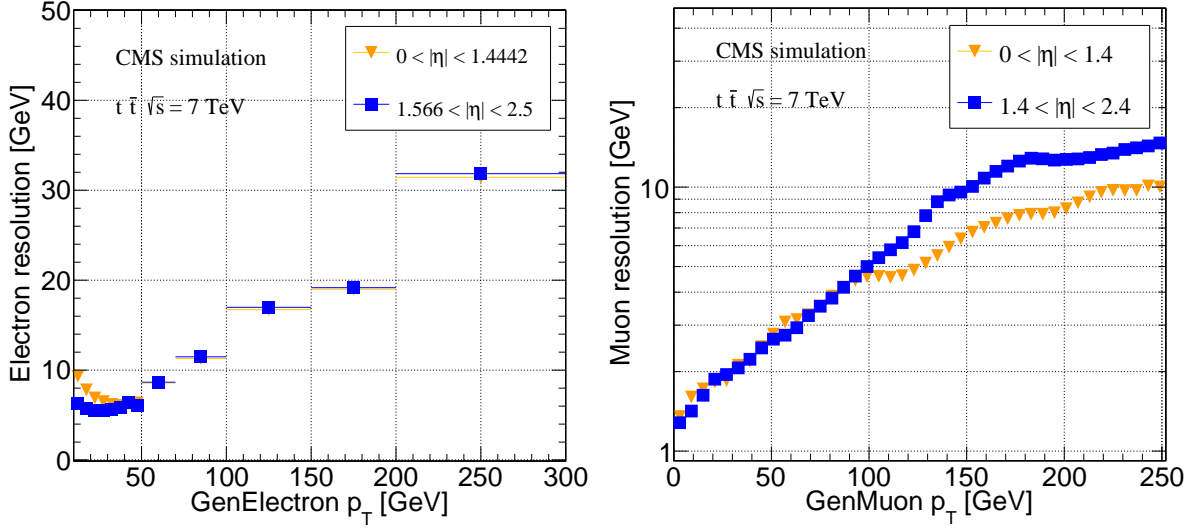 Electron resolution [GeV]
50
40
30
20
10
0
CMS simulation
t t̄ √s = 7 TeV
0 < |η| < 1.4442
1.566 < |η| < 2.5
50 100 150 200 250 300
GenElectron p_T [GeV]
Muon resolution [GeV]
10
1
CMS simulation
t t̄ √s = 7 TeV
0 < |η| < 1.4
1.4 < |η| < 2.4
0 50 100 150 200 250
GenMuon p_T [GeV]